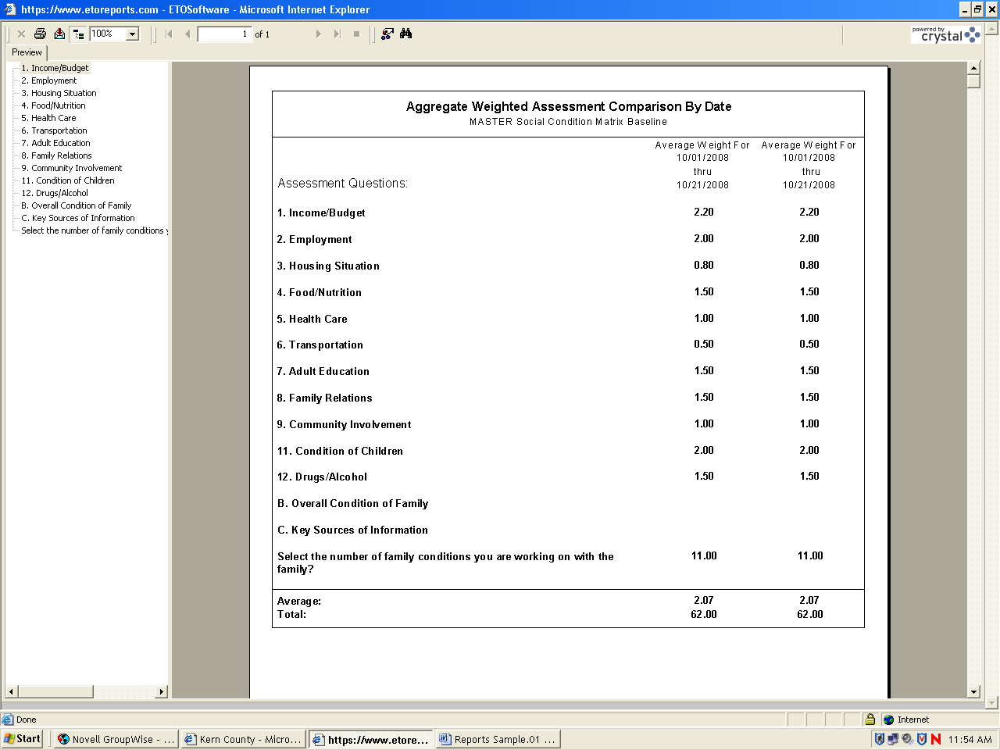 https://www.etoreports.com - ETOSoftware - Microsoft Internet Explorer
100%
1 of 1
powered by
crystal
Preview
1. Income/Budget
2. Employment
3. Housing Situation
4. Food/Nutrition
5. Health Care
6. Transportation
7. Adult Education
8. Family Relations
9. Community Involvement
11. Condition of Children
12. Drugs/Alcohol
B. Overall Condition of Family
C. Key Sources of Information
Select the number of family conditions y
Aggregate Weighted Assessment Comparison By Date
MASTER Social Condition Matrix Baseline
Average Weight For Average Weight For
10/01/2008 10/01/2008
thru thru
Assessment Questions: 10/21/2008 10/21/2008
1. Income/Budget 2.20 2.20
2. Employment 2.00 2.00
3. Housing Situation 0.80 0.80
4. Food/Nutrition 1.50 1.50
5. Health Care 1.00 1.00
6. Transportation 0.50 0.50
7. Adult Education 1.50 1.50
8. Family Relations 1.50 1.50
9. Community Involvement 1.00 1.00
11. Condition of Children 2.00 2.00
12. Drugs/Alcohol 1.50 1.50
B. Overall Condition of Family
C. Key Sources of Information
Select the number of family conditions you are working on with the 11.00 11.00
family?
Average: 2.07 2.07
Total: 62.00 62.00
Done Internet
Start Novell GroupWise - ... Kern County - Micro... https://www.etore... Reports Sample.01 ... 11:54 AM